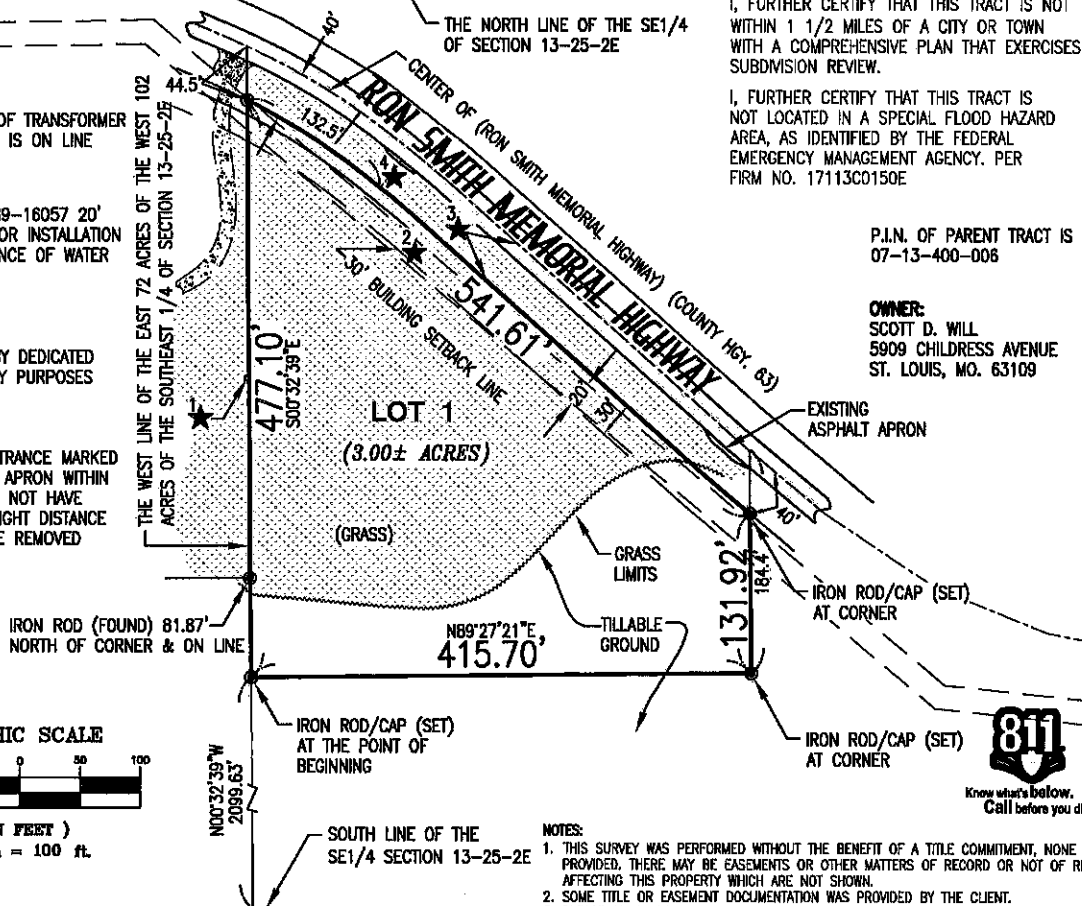 THE NORTH LINE OF THE SE1/4
OF SECTION 13-25-2E
I, FURTHER CERTIFY THAT THIS TRACT IS NOT
WITHIN 1 1/2 MILES OF A CITY OR TOWN
WITH A COMPREHENSIVE PLAN THAT EXERCISES
SUBDIVISION REVIEW.
I, FURTHER CERTIFY THAT THIS TRACT IS
NOT LOCATED IN A SPECIAL FLOOD HAZARD
AREA, AS IDENTIFIED BY THE FEDERAL
EMERGENCY MANAGEMENT AGENCY. PER
FIRM NO. 17113C0150E
P.I.N. OF PARENT TRACT IS
07-13-400-006
OWNER:
SCOTT D. WILL
5909 CHILDRESS AVENUE
ST. LOUIS, MO. 63109
40'
CENTER OF (RON SMITH MEMORIAL HIGHWAY) (COUNTY HGY. 63)
RON SMITH MEMORIAL HIGHWAY
44.5'
132.5'
OF TRANSFORMER
IS ON LINE
9-16057 20'
OR INSTALLATION
NCE OF WATER
Y DEDICATED
Y PURPOSES
TRANCE MARKED
APRON WITHIN
NOT HAVE
IGHT DISTANCE
E REMOVED
THE WEST LINE OF THE EAST 72 ACRES OF THE WEST 102
ACRES OF THE SOUTHEAST 1/4 OF SECTION 13-25-2E
4
3
2
1
541.61'
30' BUILDING SETBACK LINE
20'
30'
477.10'
S00°32'39"E
LOT 1
(3.00± ACRES)
(GRASS)
EXISTING
ASPHALT APRON
40'
GRASS
LIMITS
131.92'
184.4'
IRON ROD/CAP (SET)
AT CORNER
IRON ROD (FOUND) 81.87'
NORTH OF CORNER & ON LINE
TILLABLE
GROUND
N89°27'21"E
415.70'
IRON ROD/CAP (SET)
AT THE POINT OF
BEGINNING
IRON ROD/CAP (SET)
AT CORNER
HIC SCALE
0 50 100
N FEET )
= 100 ft.
N00°32'39"W
2099.63'
SOUTH LINE OF THE
SE1/4 SECTION 13-25-2E
811
Know what's below.
Call before you di
NOTES:
1. THIS SURVEY WAS PERFORMED WITHOUT THE BENEFIT OF A TITLE COMMITMENT, NONE
PROVIDED. THERE MAY BE EASEMENTS OR OTHER MATTERS OF RECORD OR NOT OF RE
AFFECTING THIS PROPERTY WHICH ARE NOT SHOWN.
2. SOME TITLE OR EASEMENT DOCUMENTATION WAS PROVIDED BY THE CLIENT.